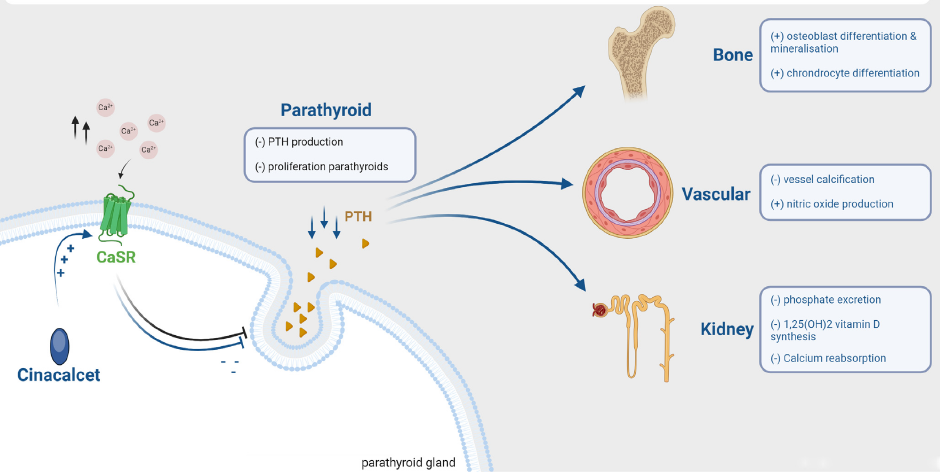 Bone
(+) osteoblast differentiation &
mineralisation
(+) chrondrocyte differentiation
Ca²⁺
Ca²⁺
Ca²⁺
Ca²⁺
Ca²⁺
Parathyroid
(-) PTH production
(-) proliferation parathyroids
Vascular
(-) vessel calcification
(+) nitric oxide production
PTH
CaSR
+
+
+
Kidney
(-) phosphate excretion
(-) 1,25(OH)2 vitamin D
synthesis
(-) Calcium reabsorption
Cinacalcet
- -
- -
parathyroid gland